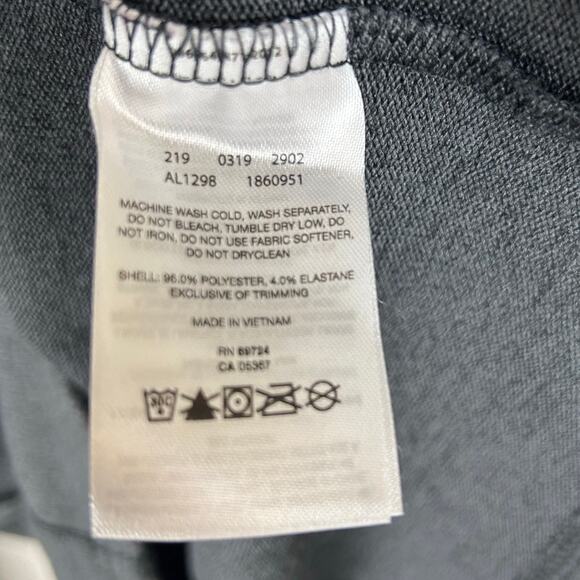 219 0319 2902
AL1298 1860951
MACHINE WASH COLD, WASH SEPARATELY,
DO NOT BLEACH, TUMBLE DRY LOW, DO
NOT IRON, DO NOT USE FABRIC SOFTENER,
DO NOT DRYCLEAN
SHELL: 96.0% POLYESTER, 4.0% ELASTANE
EXCLUSIVE OF TRIMMING
MADE IN VIETNAM
RN 69724
CA 05367
30C